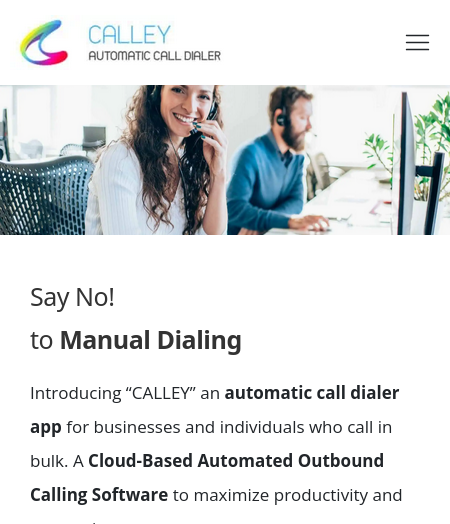 CALLEY
AUTOMATIC CALL DIALER
Say No!
to Manual Dialing
Introducing “CALLEY” an automatic call dialer
app for businesses and individuals who call in
bulk. A Cloud-Based Automated Outbound
Calling Software to maximize productivity and